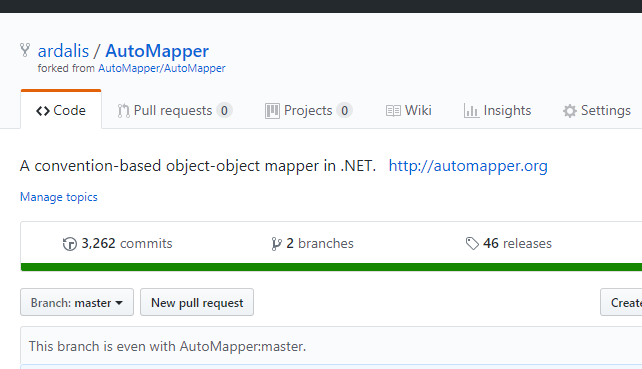 ardalis / AutoMapper
forked from AutoMapper/AutoMapper
Code Pull requests 0 Projects 0 Wiki Insights Settings
A convention-based object-object mapper in .NET. http://automapper.org
Manage topics
3,262 commits 2 branches 46 releases
Branch: master New pull request Create
This branch is even with AutoMapper:master.